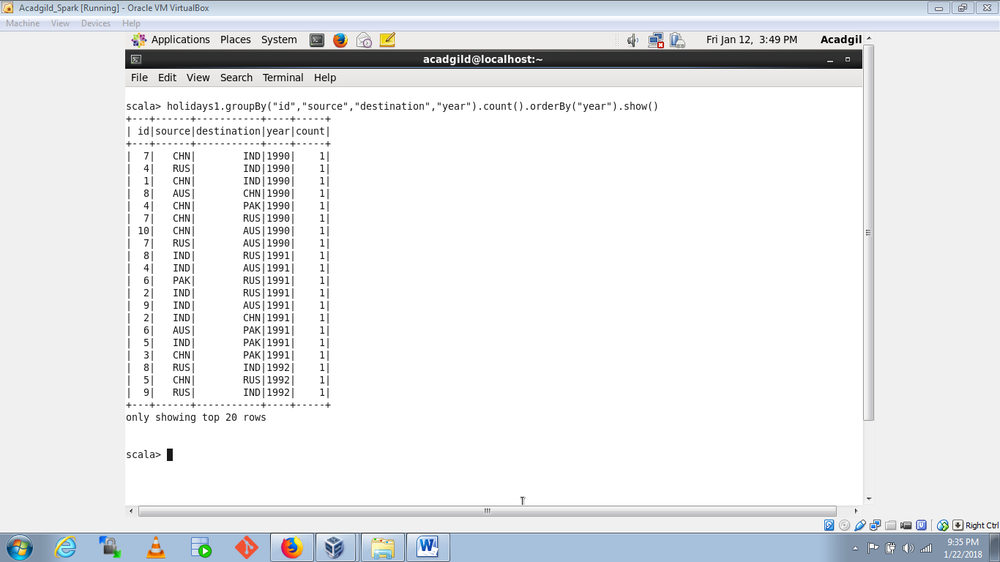 Acadgild_Spark [Running] - Oracle VM VirtualBox
Machine View Devices Help
Applications Places System Fri Jan 12, 3:49 PM Acadgil
acadgild@localhost:~
File Edit View Search Terminal Help
scala> holidays1.groupBy("id","source","destination","year").count().orderBy("year").show()
+---+------+-----------+----+-----+
| id|source|destination|year|count|
+---+------+-----------+----+-----+
|  7|   CHN|        IND|1990|    1|
|  4|   RUS|        IND|1990|    1|
|  1|   CHN|        IND|1990|    1|
|  8|   AUS|        CHN|1990|    1|
|  4|   CHN|        PAK|1990|    1|
|  7|   CHN|        RUS|1990|    1|
| 10|   CHN|        AUS|1990|    1|
|  7|   RUS|        AUS|1990|    1|
|  8|   IND|        RUS|1991|    1|
|  4|   IND|        AUS|1991|    1|
|  6|   PAK|        RUS|1991|    1|
|  2|   IND|        RUS|1991|    1|
|  9|   IND|        AUS|1991|    1|
|  2|   IND|        CHN|1991|    1|
|  6|   AUS|        PAK|1991|    1|
|  5|   IND|        PAK|1991|    1|
|  3|   CHN|        PAK|1991|    1|
|  8|   RUS|        IND|1992|    1|
|  5|   CHN|        RUS|1992|    1|
|  9|   RUS|        IND|1992|    1|
+---+------+-----------+----+-----+
only showing top 20 rows
scala>
Right Ctrl
9:35 PM
1/22/2018